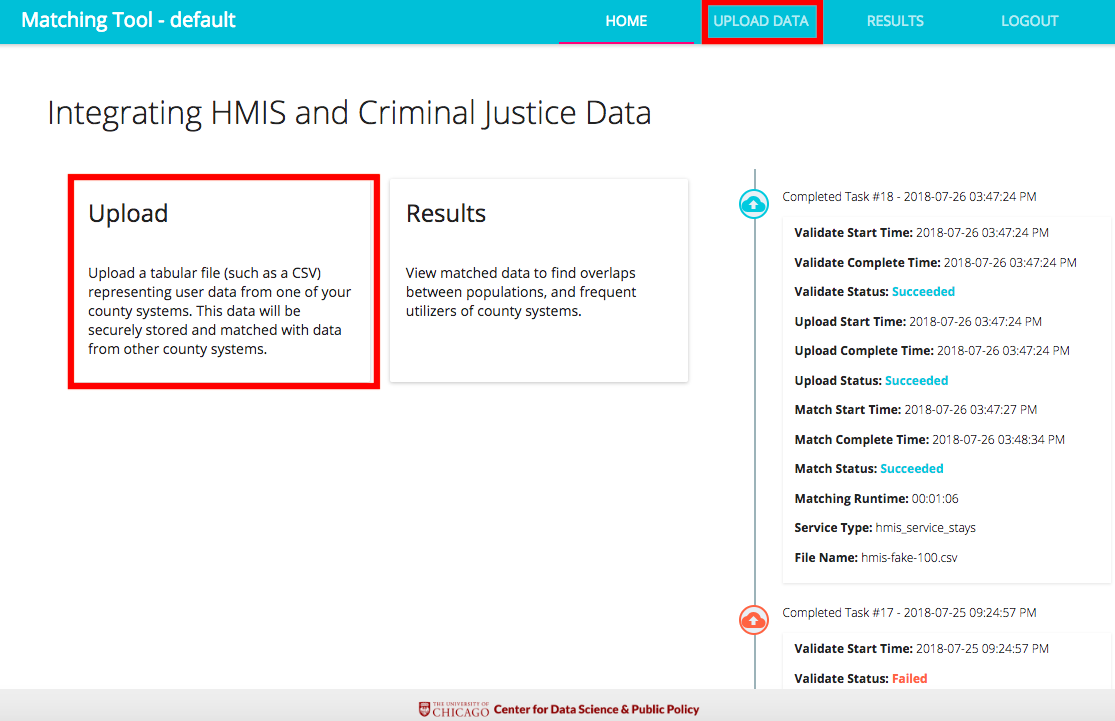 Matching Tool - default
HOME
UPLOAD DATA
RESULTS
LOGOUT
Integrating HMIS and Criminal Justice Data
Upload
Upload a tabular file (such as a CSV)
representing user data from one of your
county systems. This data will be
securely stored and matched with data
from other county systems.
Results
View matched data to find overlaps
between populations, and frequent
utilizers of county systems.
Completed Task #18 - 2018-07-26 03:47:24 PM
Validate Start Time: 2018-07-26 03:47:24 PM
Validate Complete Time: 2018-07-26 03:47:24 PM
Validate Status: Succeeded
Upload Start Time: 2018-07-26 03:47:24 PM
Upload Complete Time: 2018-07-26 03:47:24 PM
Upload Status: Succeeded
Match Start Time: 2018-07-26 03:47:27 PM
Match Complete Time: 2018-07-26 03:48:34 PM
Match Status: Succeeded
Matching Runtime: 00:01:06
Service Type: hmis_service_stays
File Name: hmis-fake-100.csv
Completed Task #17 - 2018-07-25 09:24:57 PM
Validate Start Time: 2018-07-25 09:24:57 PM
Validate Status: Failed
THE UNIVERSITY OF
CHICAGO Center for Data Science & Public Policy